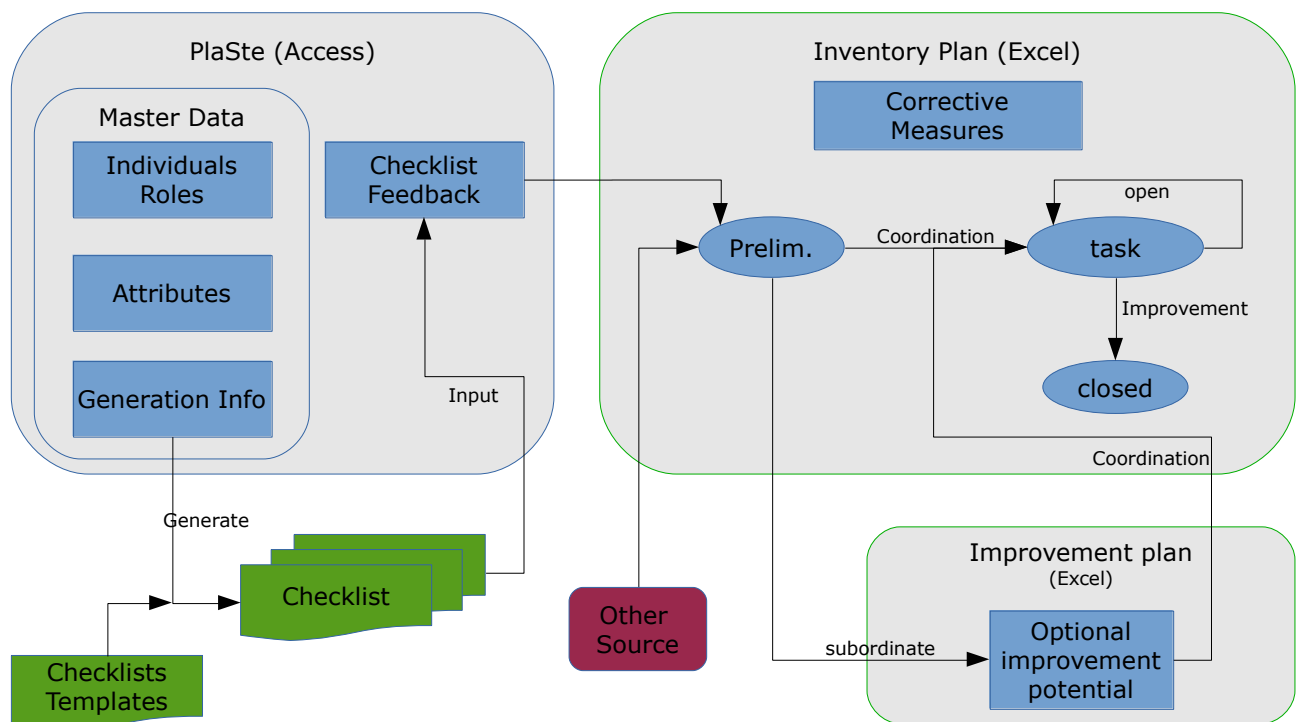 PlaSte (Access)
Master Data
Individuals
Roles
Attributes
Generation Info
Checklist
Feedback
Input
Generate
Checklist
Checklists
Templates
Other
Source
Inventory Plan (Excel)
Corrective
Measures
Prelim.
Coordination
open
task
Improvement
closed
Coordination
subordinate
Improvement plan
(Excel)
Optional
improvement
potential